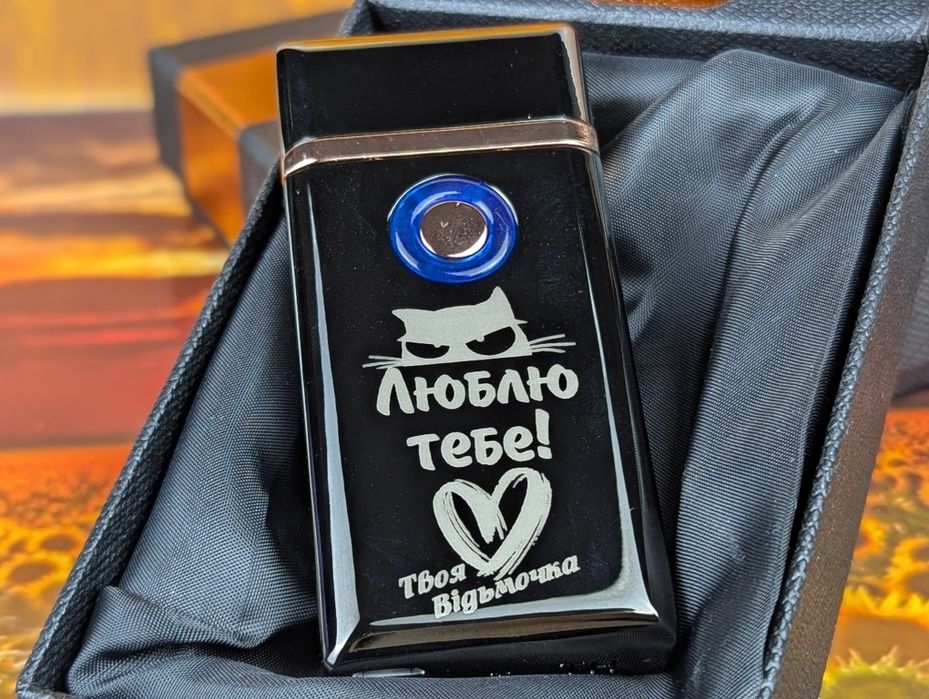 Люблю
тебе!
Твоя
Відьмочка